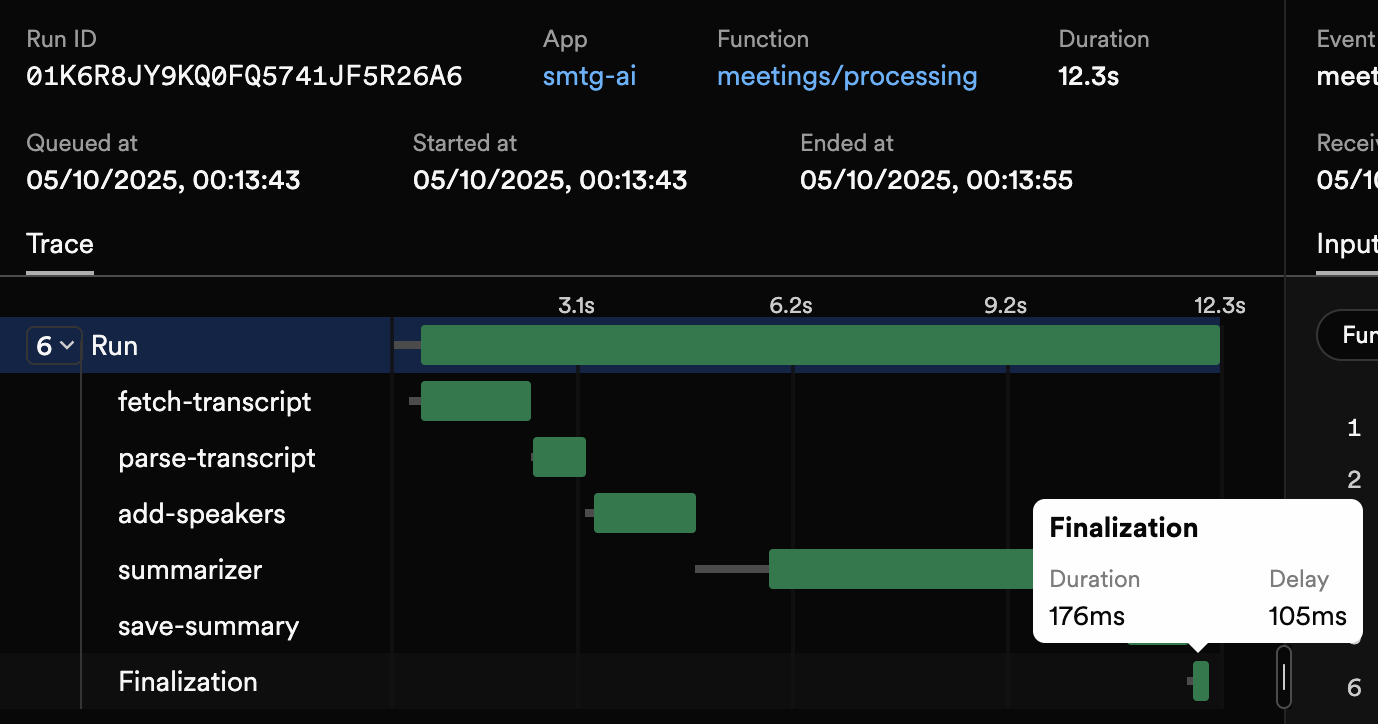 Run ID App Function Duration Event
01K6R8JY9KQ0FQ5741JF5R26A6 smtg-ai meetings/processing 12.3s meet
Queued at Started at Ended at Recei
05/10/2025, 00:13:43 05/10/2025, 00:13:43 05/10/2025, 00:13:55 05/10
Trace Input
3.1s 6.2s 9.2s 12.3s
6 Run Fun
fetch-transcript
1
parse-transcript
2
add-speakers
Finalization
summarizer Duration Delay
176ms 105ms
save-summary
Finalization 6